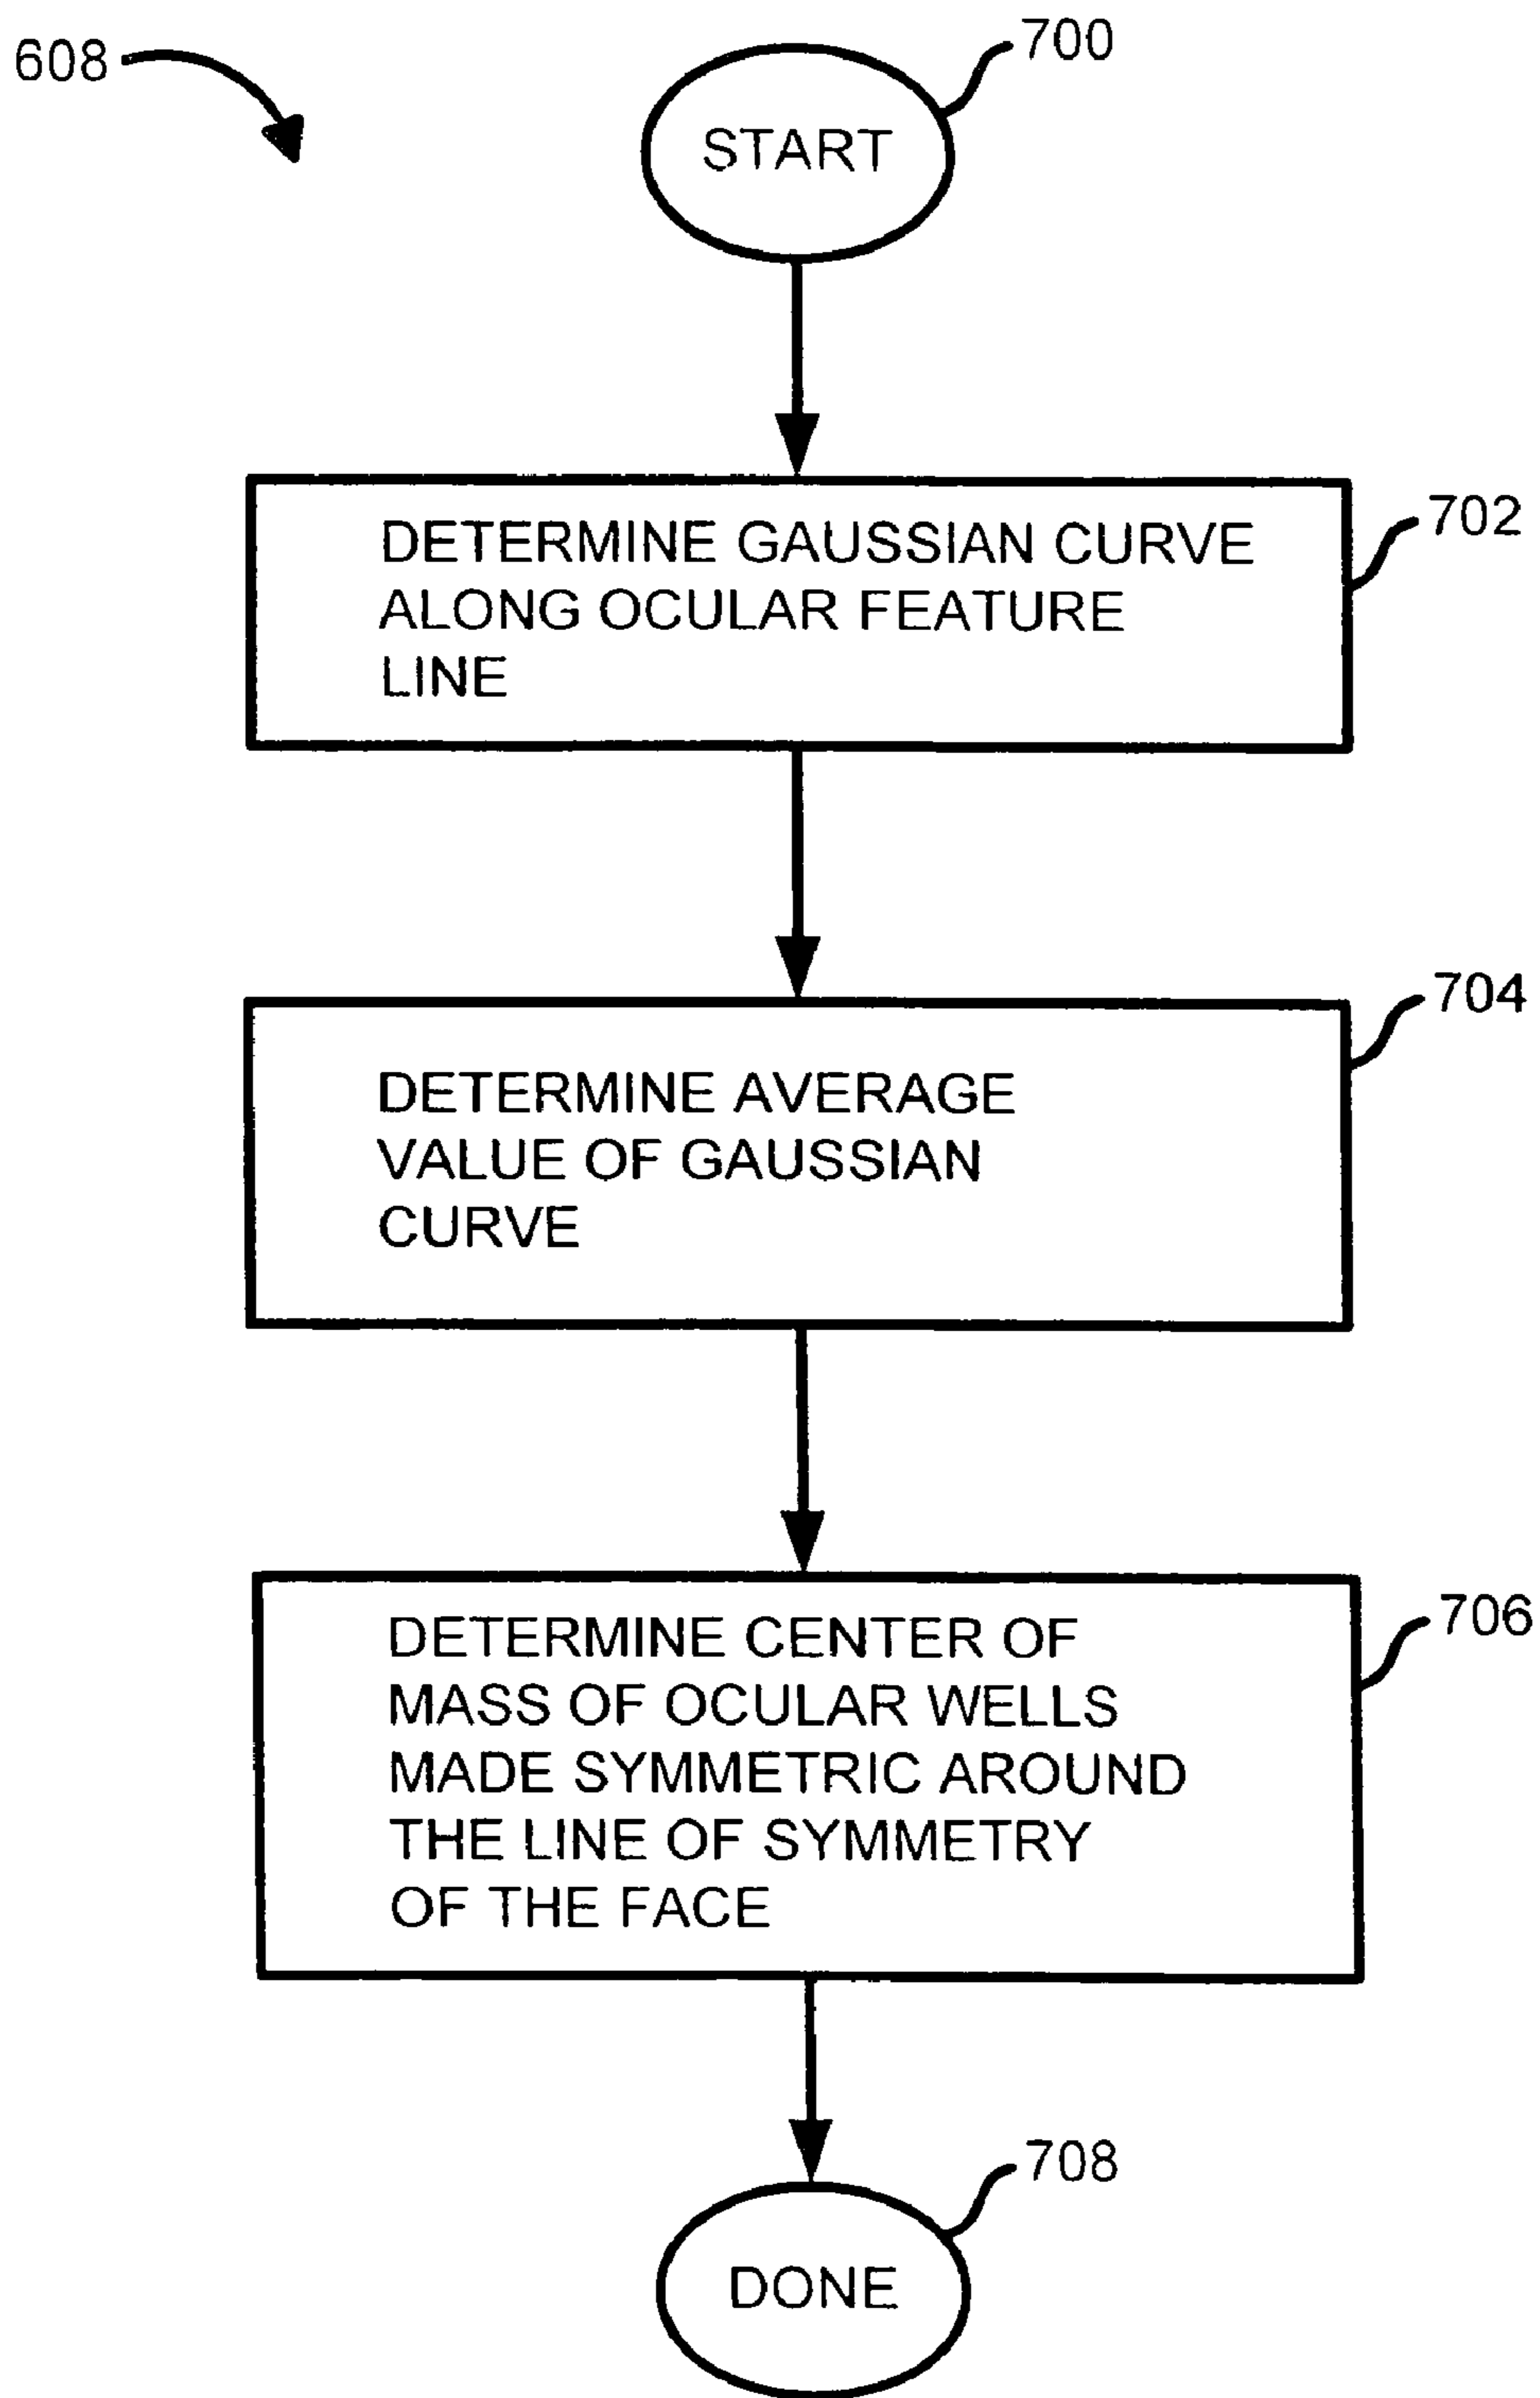 608
700
START
702
DETERMINE GAUSSIAN CURVE
ALONG OCULAR FEATURE
LINE
704
DETERMINE AVERAGE
VALUE OF GAUSSIAN
CURVE
706
DETERMINE CENTER OF
MASS OF OCULAR WELLS
MADE SYMMETRIC AROUND
THE LINE OF SYMMETRY
OF THE FACE
708
DONE